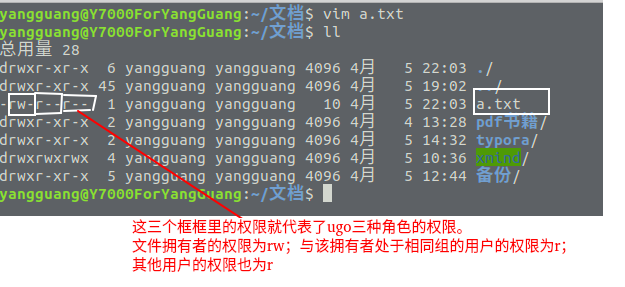 yangguang@Y7000ForYangGuang:~/文档$ vim a.txt
yangguang@Y7000ForYangGuang:~/文档$ ll
总用量 28
drwxr-xr-x 6 yangguang yangguang 4096 4月 5 22:03 ./
drwxr-xr-x 45 yangguang yangguang 4096 4月 5 19:02 ../
-rw-r--r-- 1 yangguang yangguang 10 4月 5 22:03 a.txt
drwxr-xr-x 2 yangguang yangguang 4096 4月 4 13:28 pdf书籍/
drwxr-xr-x 2 yangguang yangguang 4096 4月 5 14:32 typora/
drwxrwxrwx 4 yangguang yangguang 4096 4月 5 10:36 xmind/
drwxr-xr-x 5 yangguang yangguang 4096 4月 5 12:44 备份/
yangguang@Y7000ForYangGuang:~/文档$
这三个框框里的权限就代表了ugo三种角色的权限。
文件拥有者的权限为rw；与该拥有者处于相同组的用户的权限为r；
其他用户的权限也为r